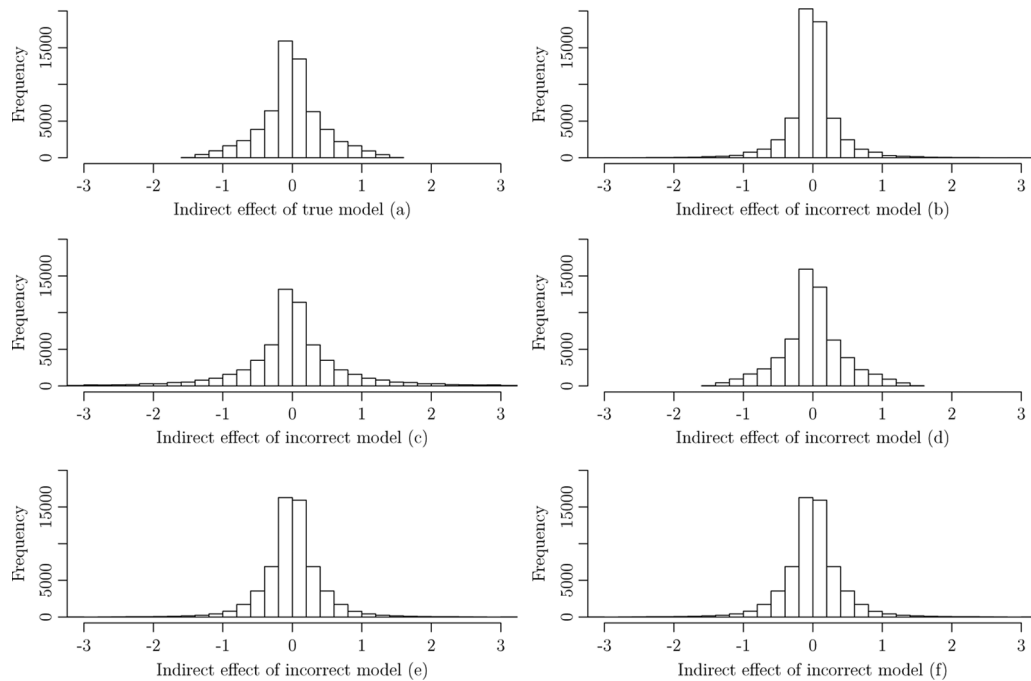 Frequency
15000
5000
0
-3 -2 -1 0 1 2 3
Indirect effect of true model (a)
Frequency
15000
5000
0
-3 -2 -1 0 1 2 3
Indirect effect of incorrect model (b)
Frequency
15000
5000
0
-3 -2 -1 0 1 2 3
Indirect effect of incorrect model (c)
Frequency
15000
5000
0
-3 -2 -1 0 1 2 3
Indirect effect of incorrect model (d)
Frequency
15000
5000
0
-3 -2 -1 0 1 2 3
Indirect effect of incorrect model (e)
Frequency
15000
5000
0
-3 -2 -1 0 1 2 3
Indirect effect of incorrect model (f)